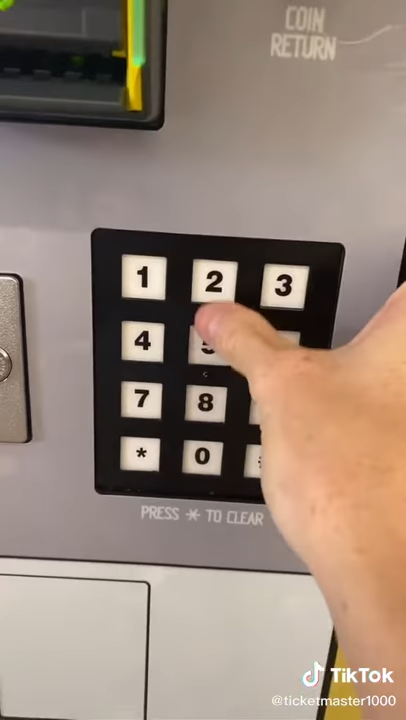 COIN
RETURN
1 2 3
4
7 8
* 0
PRESS * TO CLEAR
TikTok
@ticketmaster1000